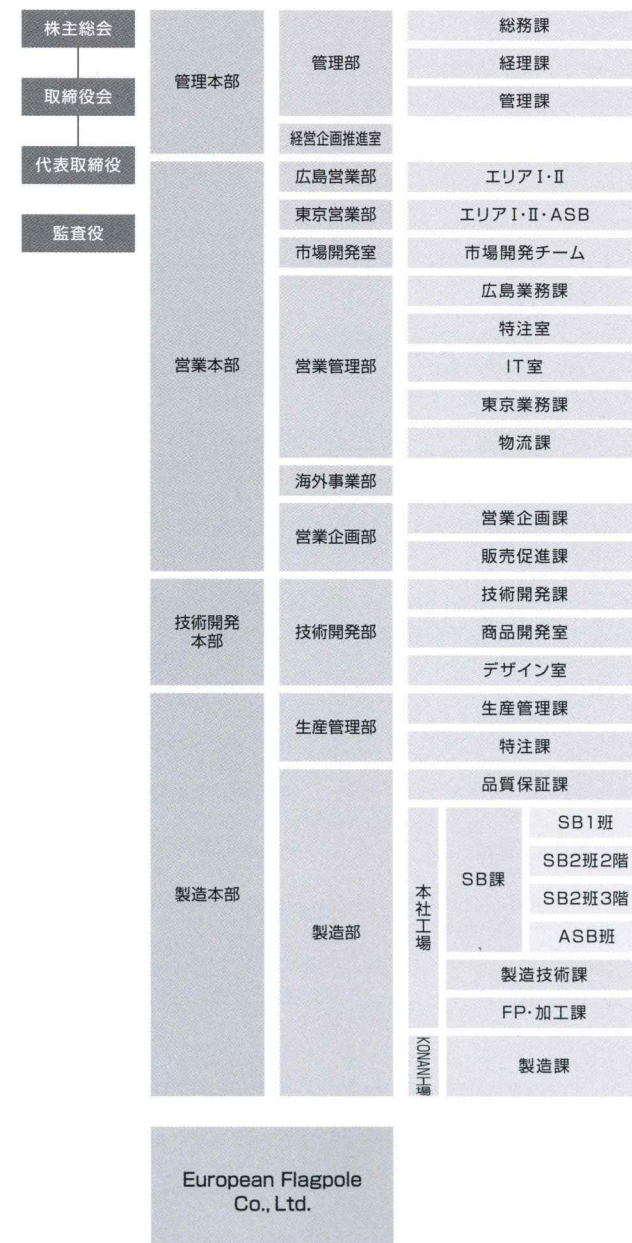 株主総会
取締役会
代表取締役
監査役
管理本部
管理部
総務課
経理課
管理課
経営企画推進室
営業本部
広島営業部
エリアⅠ・Ⅱ
東京営業部
エリアⅠ・Ⅱ・ASB
市場開発室
市場開発チーム
営業管理部
広島業務課
特注室
IT室
東京業務課
物流課
海外事業部
営業企画部
営業企画課
販売促進課
技術開発
本部
技術開発部
技術開発課
商品開発室
デザイン室
製造本部
生産管理部
生産管理課
特注課
製造部
品質保証課
本社工場
SB課
SB1班
SB2班2階
SB2班3階
ASB班
製造技術課
FP・加工課
KONAN工場
製造課
European Flagpole
Co., Ltd.